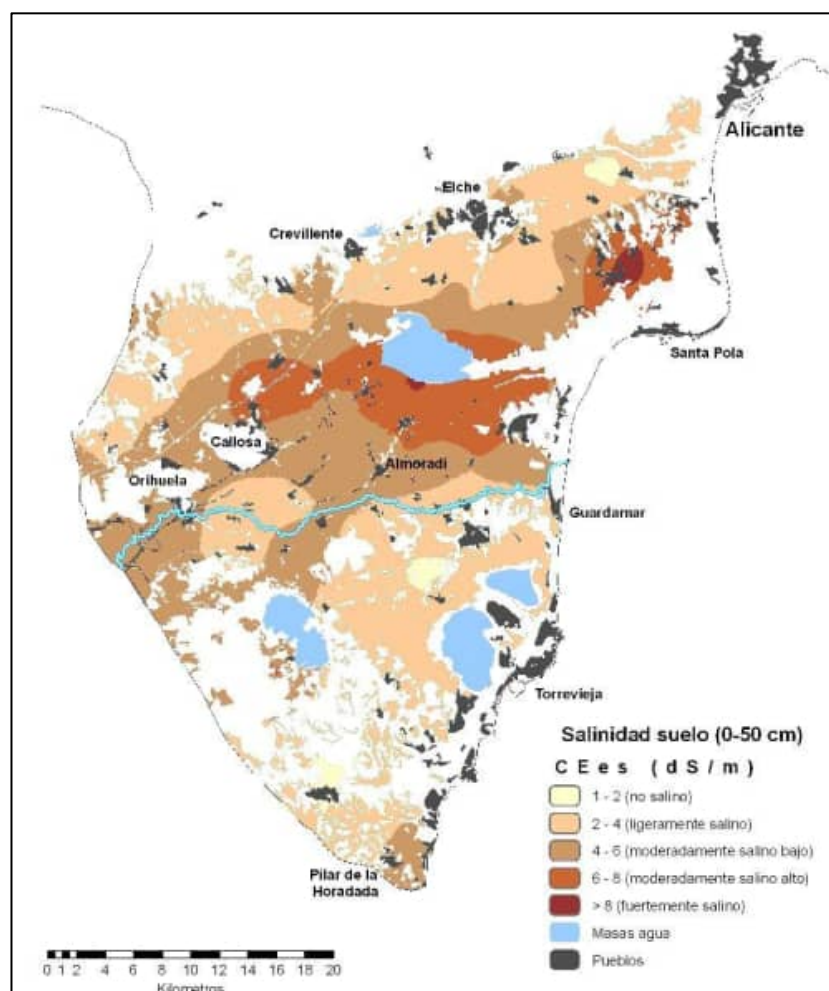 Alicante
Elche
Crevillente
Santa Pola
Callosa
Almoradí
Orihuela
Guardamar
Torrevieja
Pilar de la
Horadada
Salinidad suelo (0-50 cm)
CEes (dS/m)
1 - 2 (no salino)
2 - 4 (ligeramente salino)
4 - 6 (moderadamente salino bajo)
6 - 8 (moderadamente salino alto)
> 8 (fuertemente salino)
Masas agua
Pueblos
0 1 2 4 6 8 10 12 14 16 18 20
Kilometros